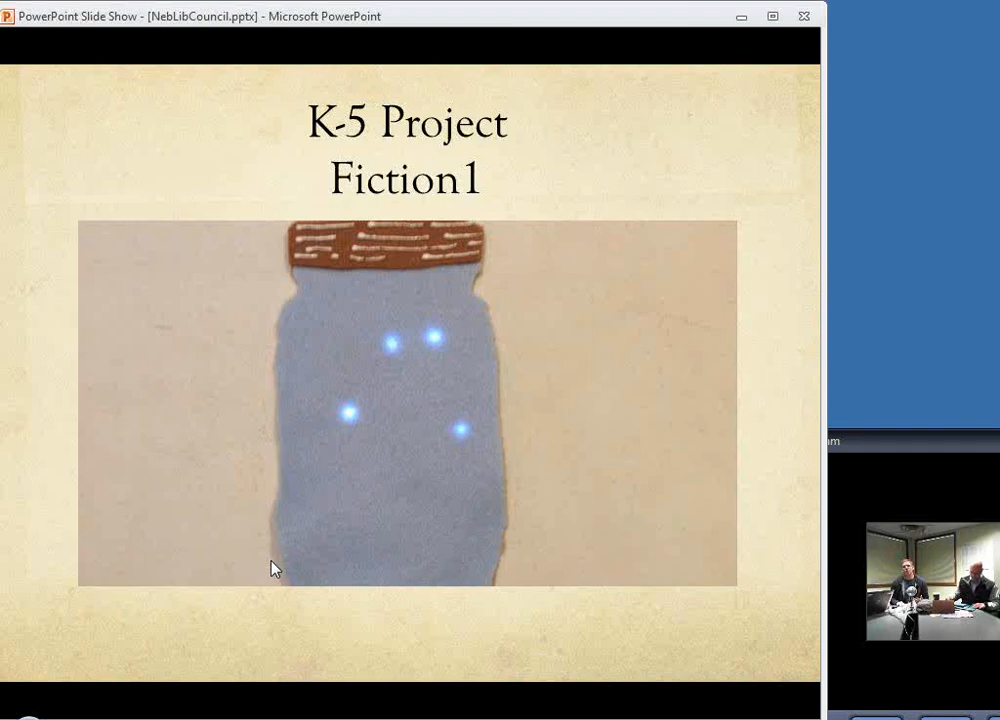 PowerPoint Slide Show - [NebLibCouncil.pptx] - Microsoft PowerPoint
K-5 Project
Fiction1